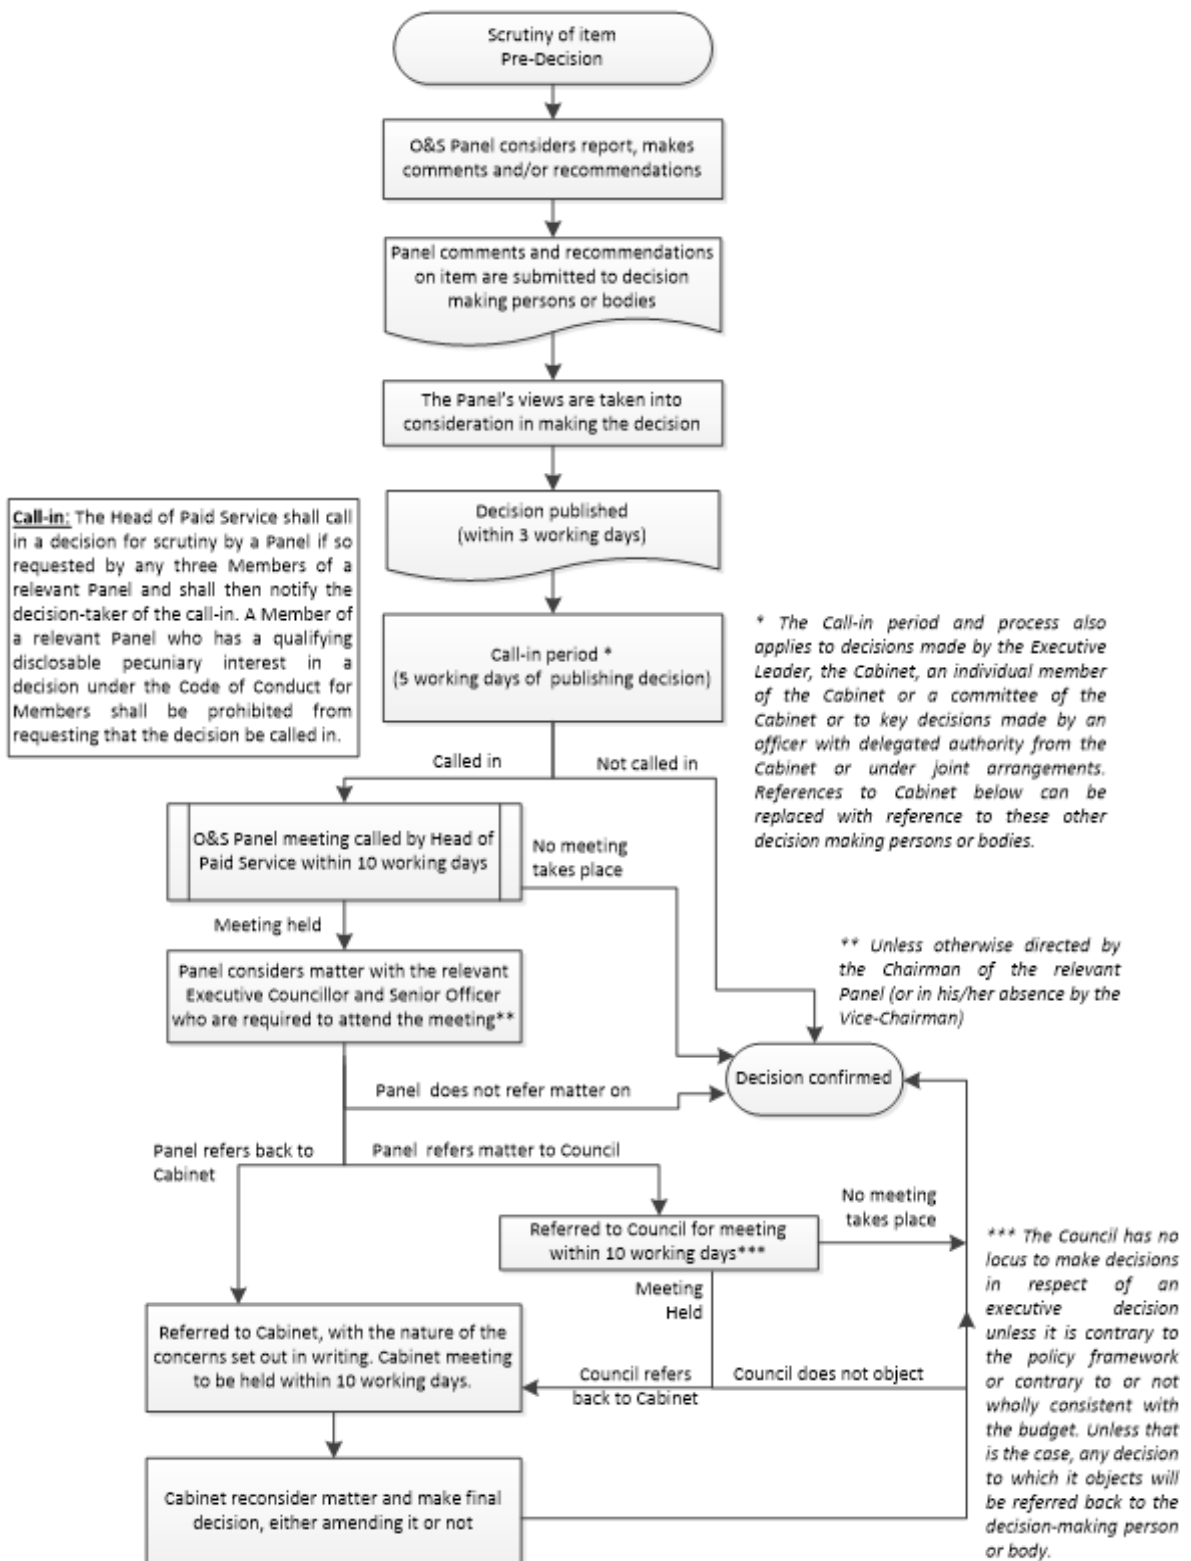 Scrutiny of item
Pre-Decision
O&S Panel considers report, makes
comments and/or recommendations
Panel comments and recommendations
on item are submitted to decision
making persons or bodies
The Panel's views are taken into
consideration in making the decision
Decision published
(within 3 working days)
Call-in: The Head of Paid Service shall call
in a decision for scrutiny by a Panel if so
requested by any three Members of a
relevant Panel and shall then notify the
decision-taker of the call-in. A Member of
a relevant Panel who has a qualifying
disclosable pecuniary interest in a
decision under the Code of Conduct for
Members shall be prohibited from
requesting that the decision be called in.
Call-in period *
(5 working days of publishing decision)
* The Call-in period and process also
applies to decisions made by the Executive
Leader, the Cabinet, an individual member
of the Cabinet or a committee of the
Cabinet or to key decisions made by an
officer with delegated authority from the
Cabinet or under joint arrangements.
References to Cabinet below can be
replaced with reference to these other
decision making persons or bodies.
Called in
Not called in
O&S Panel meeting called by Head of
Paid Service within 10 working days
No meeting
takes place
Meeting held
Panel considers matter with the relevant
Executive Councillor and Senior Officer
who are required to attend the meeting**
** Unless otherwise directed by
the Chairman of the relevant
Panel (or in his/her absence by the
Vice-Chairman)
Decision confirmed
Panel does not refer matter on
Panel refers back to
Cabinet
Panel refers matter to Council
Referred to Council for meeting
within 10 working days***
No meeting
takes place
Meeting
Held
*** The Council has no
locus to make decisions
in respect of an
executive decision
unless it is contrary to
the policy framework
or contrary to or not
wholly consistent with
the budget. Unless that
is the case, any decision
to which it objects will
be referred back to the
decision-making person
or body.
Referred to Cabinet, with the nature of the
concerns set out in writing. Cabinet meeting
to be held within 10 working days.
Council refers
back to Cabinet
Council does not object
Cabinet reconsider matter and make final
decision, either amending it or not